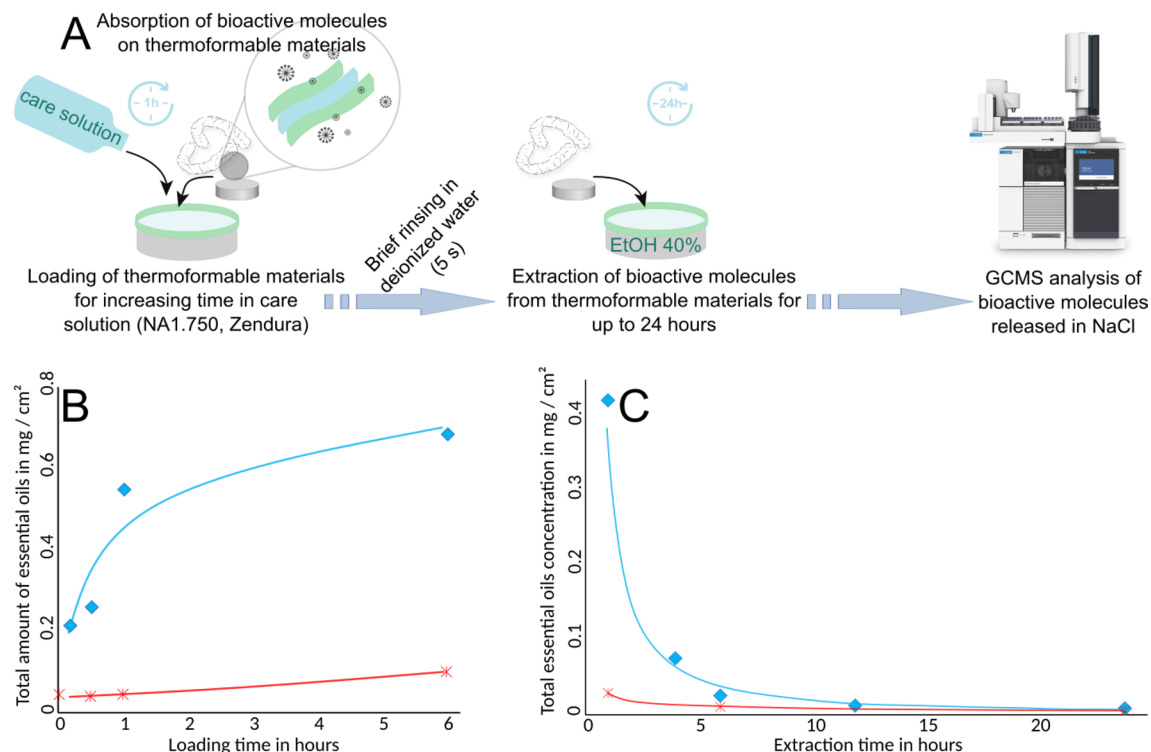 A
Absorption of bioactive molecules
on thermoformable materials
care solution
1h
24h
EtOH 40%
Brief rinsing in
deionized water
(5 s)
Loading of thermoformable materials
for increasing time in care
solution (NA1.750, Zendura)
Extraction of bioactive molecules
from thermoformable materials for
up to 24 hours
GCMS analysis of
bioactive molecules
released in NaCl
B
Total amount of essential oils in mg / cm²
0.8
0.6
0.4
0.2
0
0 1 2 3 4 5 6
Loading time in hours
C
Total essential oils concentration in mg / cm²
0.4
0.3
0.2
0.1
0
0 5 10 15 20
Extraction time in hours